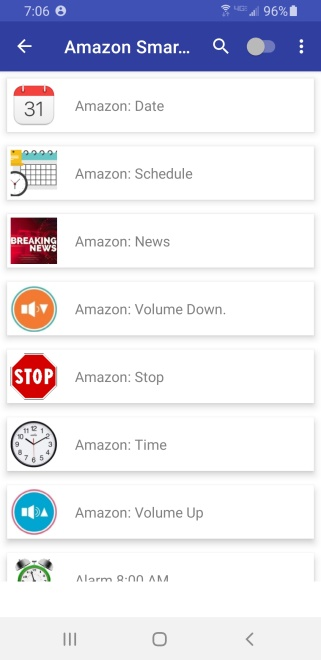 7:06 96%
Amazon Smar...
31
Amazon: Date
Amazon: Schedule
BREAKING
NEWS
Amazon: News
Amazon: Volume Down.
STOP
Amazon: Stop
Amazon: Time
Amazon: Volume Up
Alarm 8:00 AM